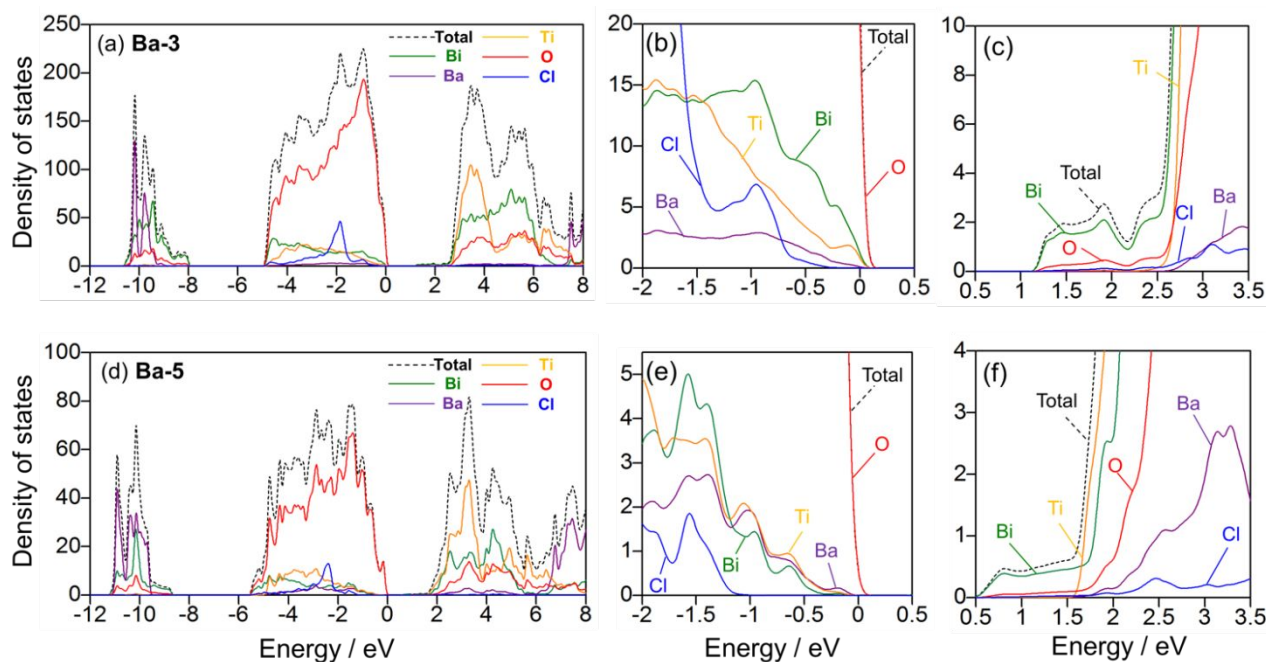 Density of states
250
200
150
100
50
0
(a) Ba-3
Total
Bi
Ba
Ti
O
Cl
-12 -10 -8 -6 -4 -2 0 2 4 6 8
20
15
10
5
0
(b)
Total
Cl
Ti
Bi
Ba
O
-2 -1.5 -1 -0.5 0 0.5
10
8
6
4
2
0
(c)
Ti
Total
Bi
O
Cl
Ba
0.5 1 1.5 2 2.5 3 3.5
Density of states
100
80
60
40
20
0
(d) Ba-5
Total
Bi
Ba
Ti
O
Cl
-12 -10 -8 -6 -4 -2 0 2 4 6 8
Energy / eV
5
4
3
2
1
0
(e)
Total
O
Ti
Ba
Bi
Cl
-2 -1.5 -1 -0.5 0 0.5
Energy / eV
4
3
2
1
0
(f)
Total
Ba
O
Ti
Bi
Cl
0.5 1 1.5 2 2.5 3 3.5
Energy / eV